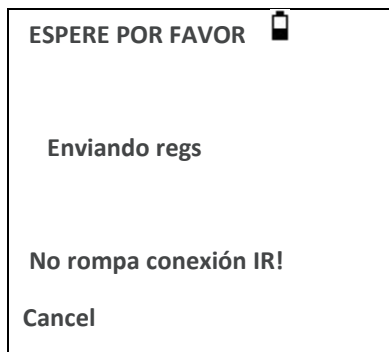 ESPERE POR FAVOR
Enviando regs
No rompa conexión IR!
Cancel